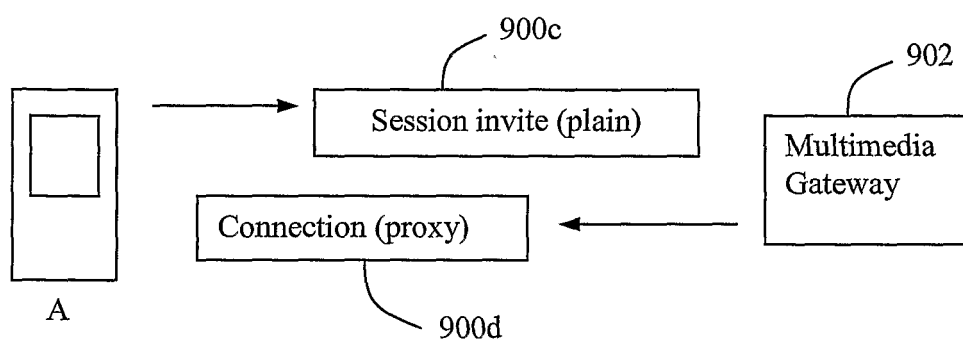 900c
902
Session invite (plain)
Multimedia
Gateway
Connection (proxy)
A
900d